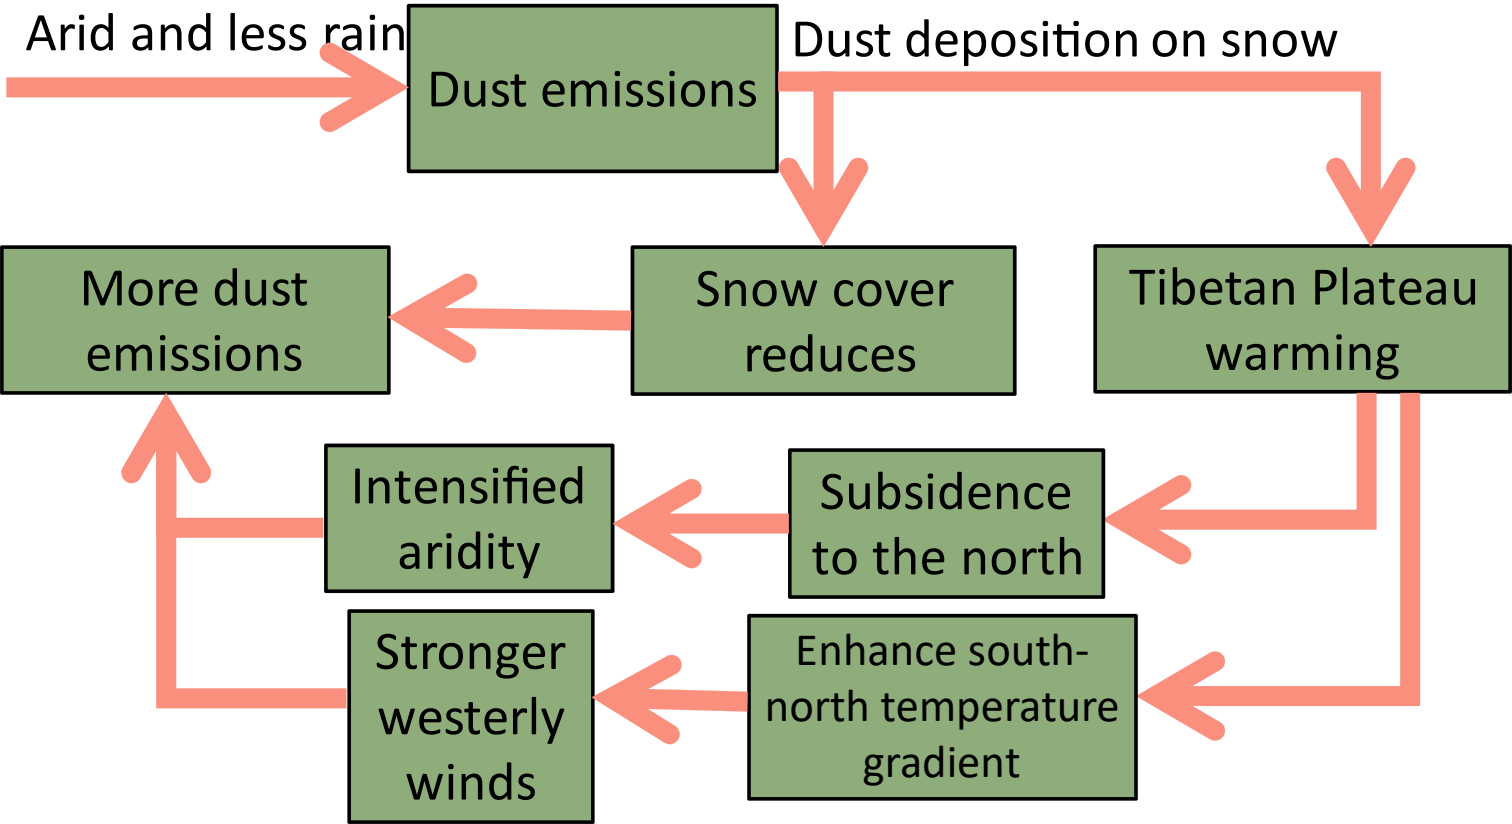 Arid and less rain
Dust emissions
Dust deposition on snow
More dust
emissions
Snow cover
reduces
Tibetan Plateau
warming
Intensified
aridity
Subsidence
to the north
Stronger
westerly
winds
Enhance south-
north temperature
gradient